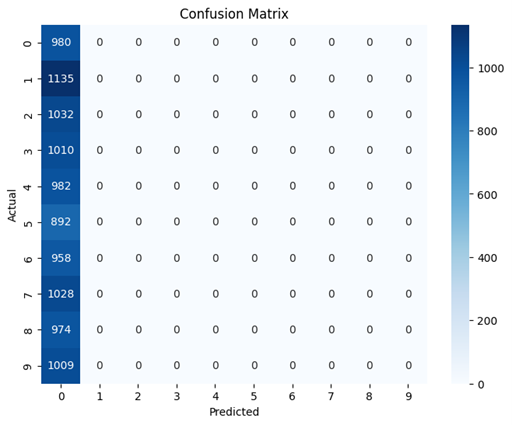 Confusion Matrix
0 980 0 0 0 0 0 0 0 0 0
1 1135 0 0 0 0 0 0 0 0 0
2 1032 0 0 0 0 0 0 0 0 0
3 1010 0 0 0 0 0 0 0 0 0
4 982 0 0 0 0 0 0 0 0 0
5 892 0 0 0 0 0 0 0 0 0
6 958 0 0 0 0 0 0 0 0 0
7 1028 0 0 0 0 0 0 0 0 0
8 974 0 0 0 0 0 0 0 0 0
9 1009 0 0 0 0 0 0 0 0 0
0 1 2 3 4 5 6 7 8 9
Actual
Predicted
1000
800
600
400
200
0